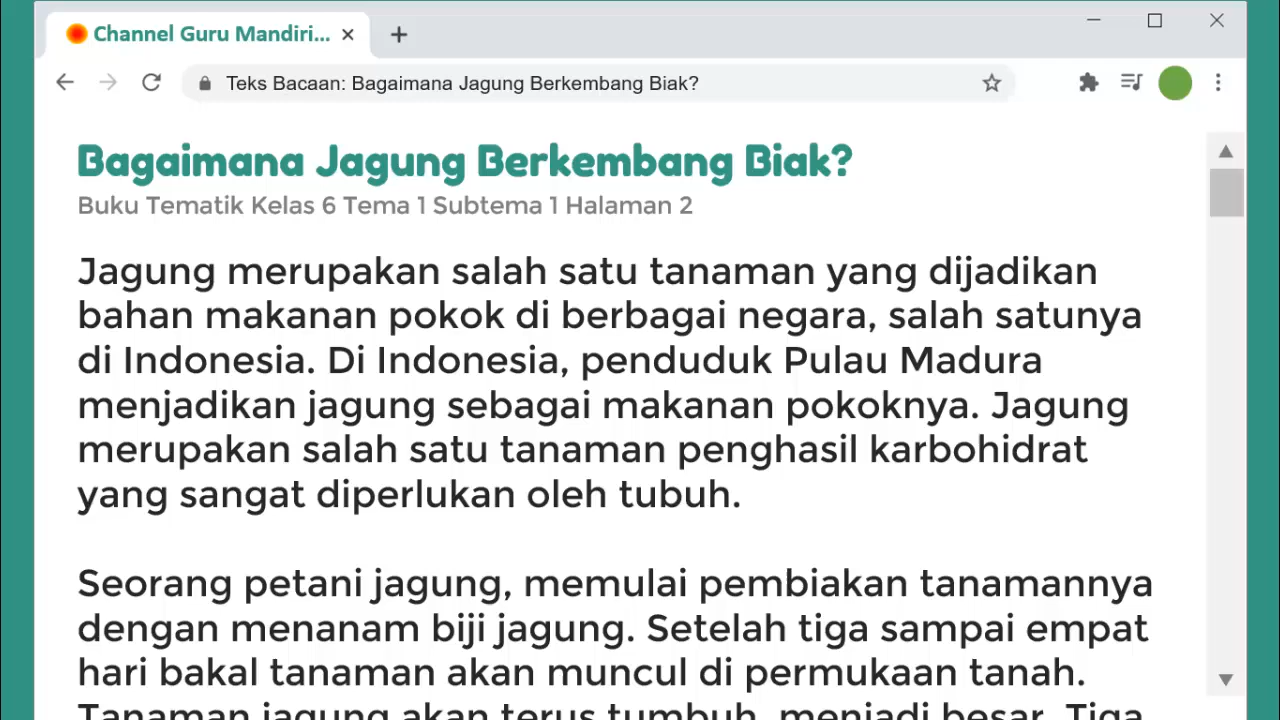 Channel Guru Mandiri...
Teks Bacaan: Bagaimana Jagung Berkembang Biak?
Bagaimana Jagung Berkembang Biak?
Buku Tematik Kelas 6 Tema 1 Subtema 1 Halaman 2
Jagung merupakan salah satu tanaman yang dijadikan
bahan makanan pokok di berbagai negara, salah satunya
di Indonesia. Di Indonesia, penduduk Pulau Madura
menjadikan jagung sebagai makanan pokoknya. Jagung
merupakan salah satu tanaman penghasil karbohidrat
yang sangat diperlukan oleh tubuh.
Seorang petani jagung, memulai pembiakan tanamannya
dengan menanam biji jagung. Setelah tiga sampai empat
hari bakal tanaman akan muncul di permukaan tanah.
Tanaman jagung akan terus tumbuh, menjadi besar. Tiga